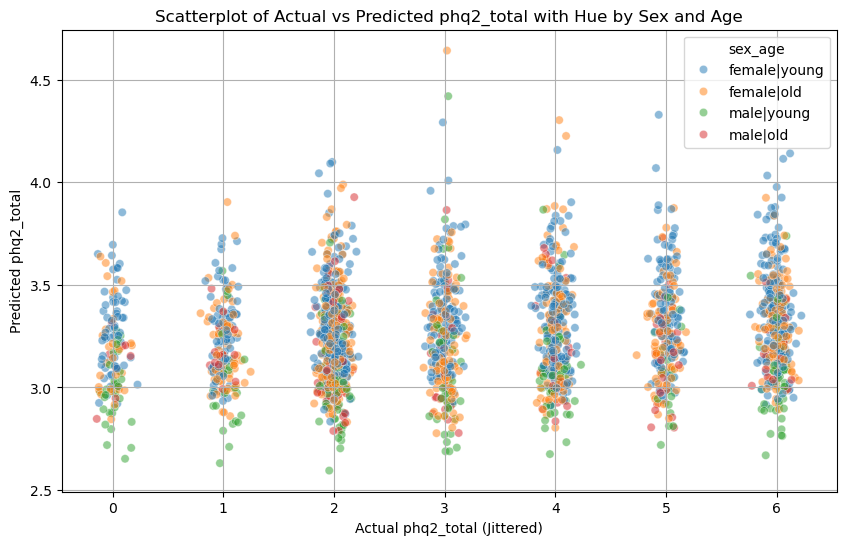 Scatterplot of Actual vs Predicted phq2_total with Hue by Sex and Age
sex_age
female|young
female|old
male|young
male|old
4.5
4.0
3.5
3.0
2.5
Predicted phq2_total
0 1 2 3 4 5 6
Actual phq2_total (Jittered)